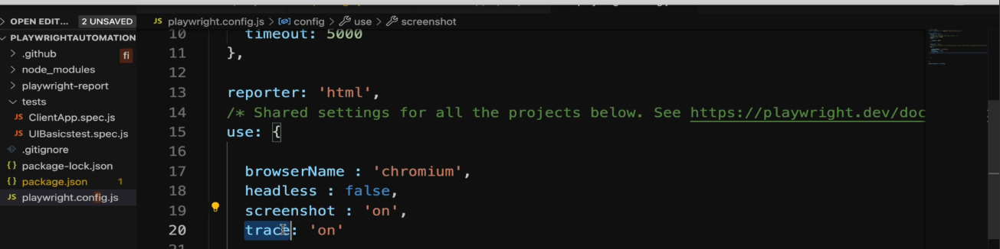 OPEN EDIT... 2 UNSAVED
PLAYWRIGHTAUTOMATION
.github
fi
node_modules
playwright-report
tests
JS ClientApp.spec.js
JS UIBasicstest.spec.js
.gitignore
{} package-lock.json
{} package.json 1
JS playwright.config.js
JS playwright.config.js > config > use > screenshot
10 timeout: 5000
11 },
12
13 reporter: 'html',
14 /* Shared settings for all the projects below. See https://playwright.dev/doc
15 use: {
16
17 browserName : 'chromium',
18 headless : false,
19 screenshot : 'on',
20 trace: 'on'